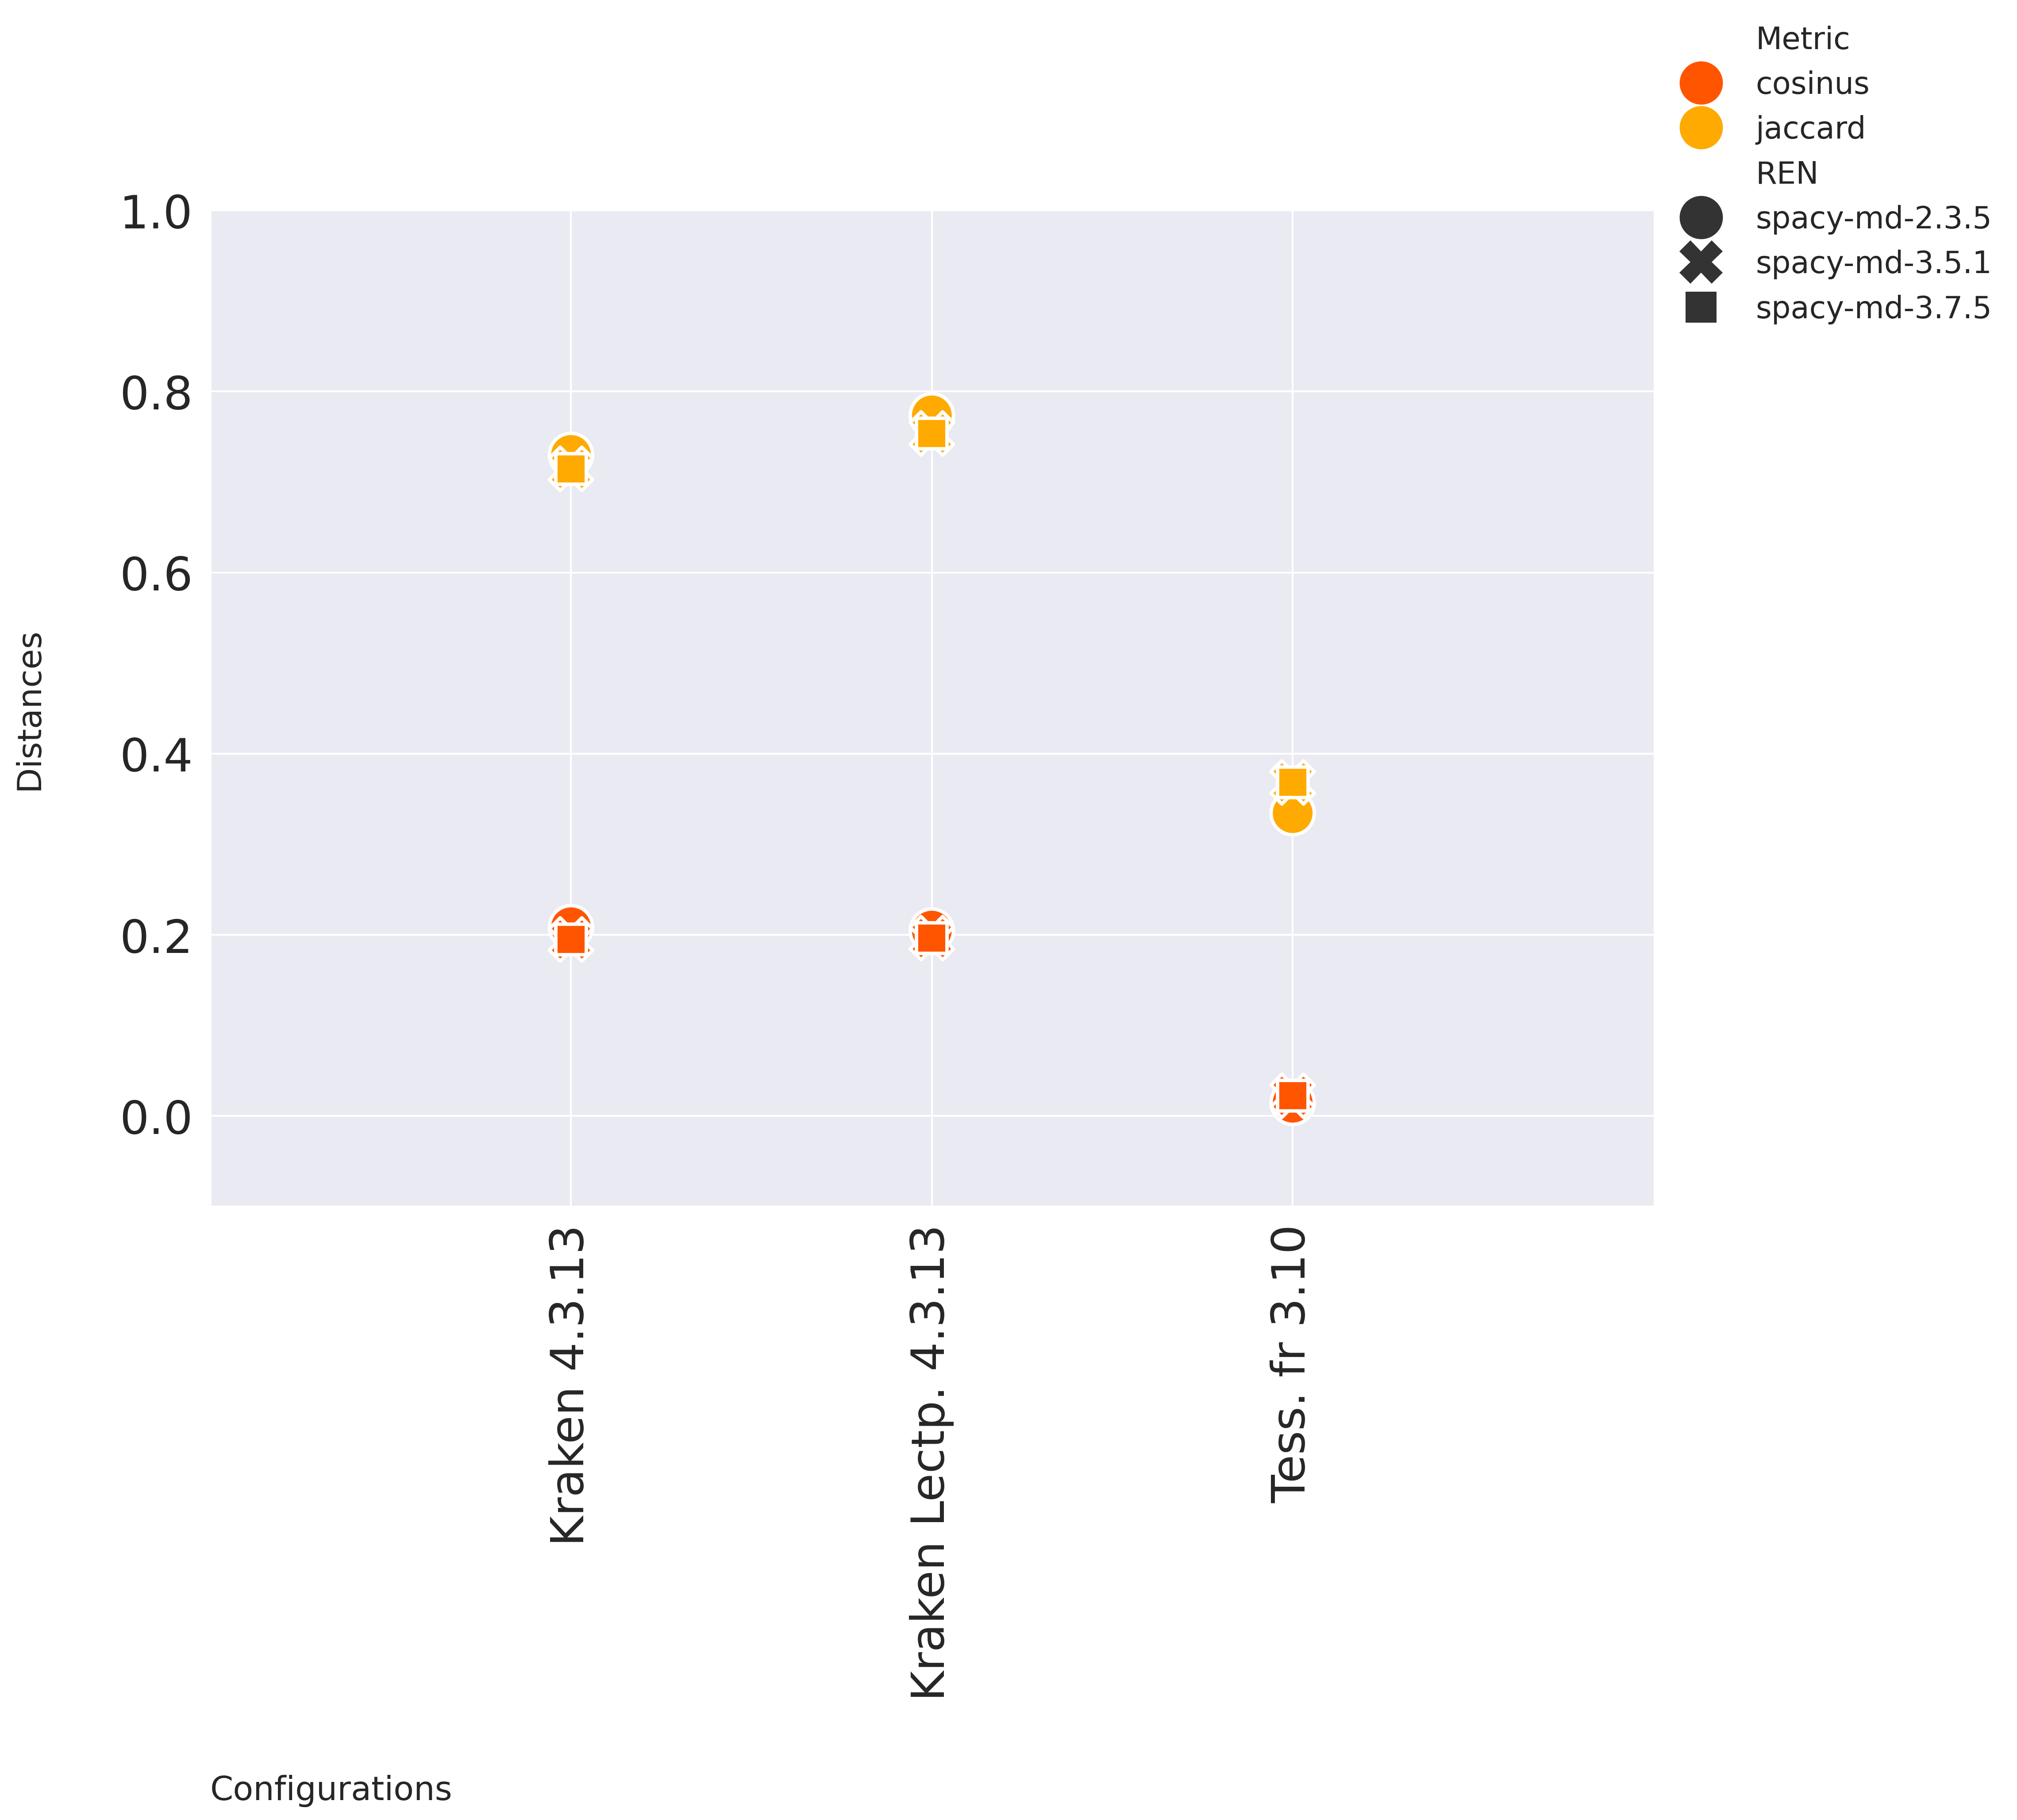 Metric
cosinus
jaccard
REN
spacy-md-2.3.5
spacy-md-3.5.1
spacy-md-3.7.5
1.0
0.8
0.6
0.4
0.2
0.0
Distances
Kraken 4.3.13
Kraken Lectp. 4.3.13
Tess. fr 3.10
Configurations